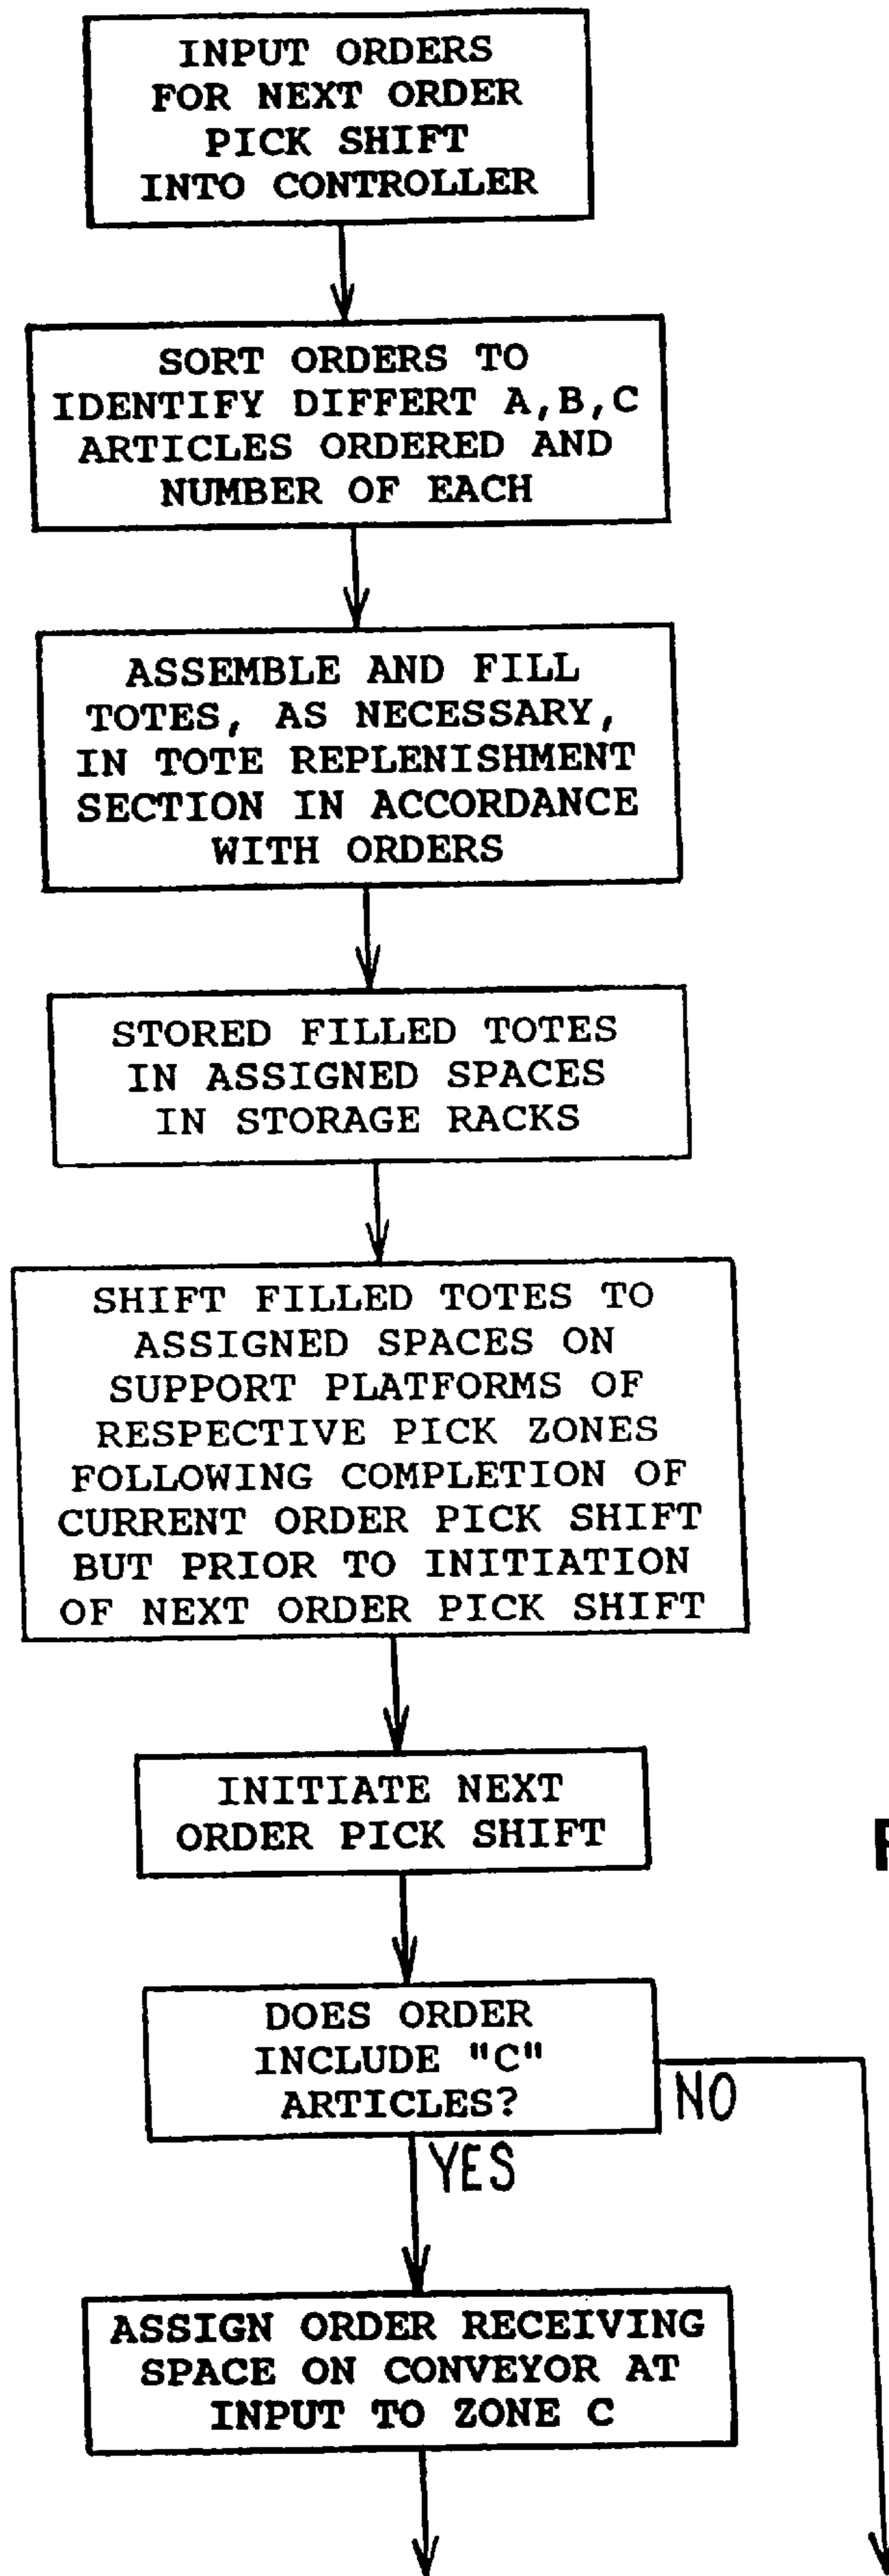 INPUT ORDERS
FOR NEXT ORDER
PICK SHIFT
INTO CONTROLLER
SORT ORDERS TO
IDENTIFY DIFFERT A,B,C
ARTICLES ORDERED AND
NUMBER OF EACH
ASSEMBLE AND FILL
TOTES, AS NECESSARY,
IN TOTE REPLENISHMENT
SECTION IN ACCORDANCE
WITH ORDERS
STORED FILLED TOTES
IN ASSIGNED SPACES
IN STORAGE RACKS
SHIFT FILLED TOTES TO
ASSIGNED SPACES ON
SUPPORT PLATFORMS OF
RESPECTIVE PICK ZONES
FOLLOWING COMPLETION OF
CURRENT ORDER PICK SHIFT
BUT PRIOR TO INITIATION
OF NEXT ORDER PICK SHIFT
INITIATE NEXT
ORDER PICK SHIFT
DOES ORDER
INCLUDE "C"
ARTICLES?
NO
YES
ASSIGN ORDER RECEIVING
SPACE ON CONVEYOR AT
INPUT TO ZONE C